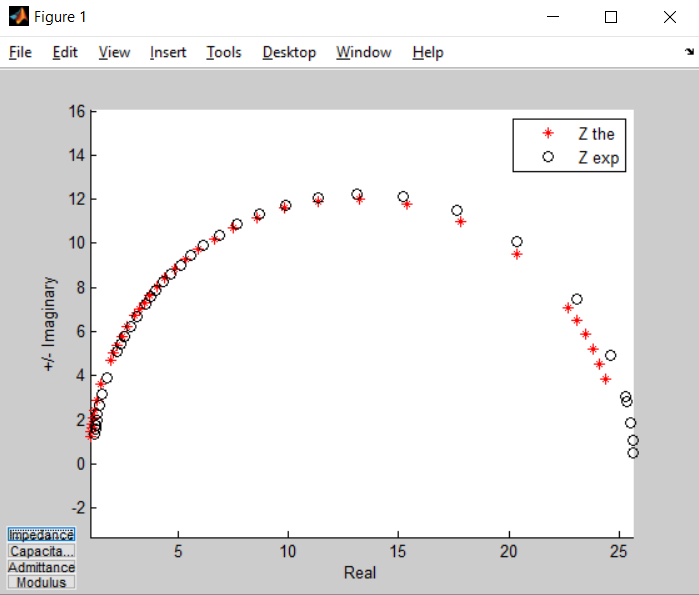 Figure 1
File Edit View Insert Tools Desktop Window Help
16
14
12
10
8
6
4
2
0
-2
+/- Imaginary
Z the
Z exp
5 10 15 20 25
Real
Impedance
Capacita...
Admittance
Modulus